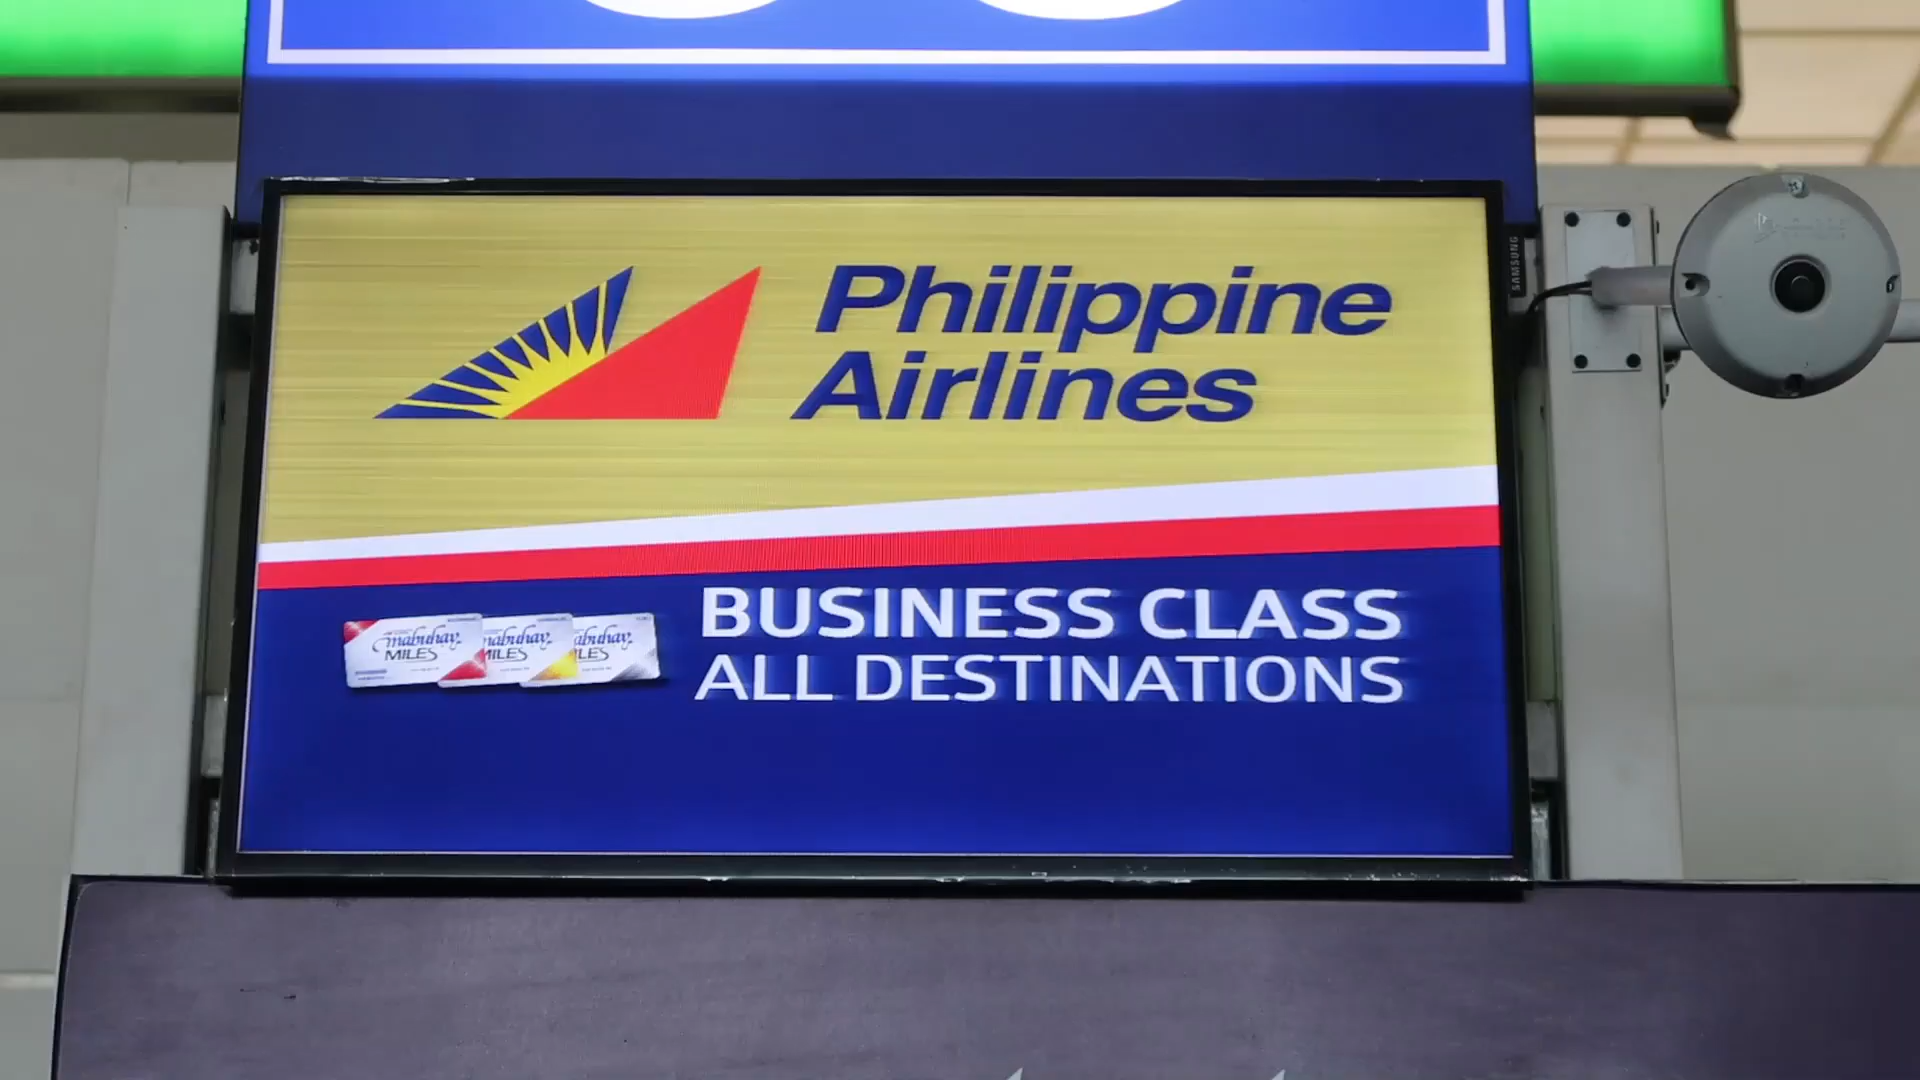 Philippine
Airlines
SAMSUNG
BUSINESS CLASS
ALL DESTINATIONS
mabuhay
MILES
mabuhay
MILES
mabuhay
MILES